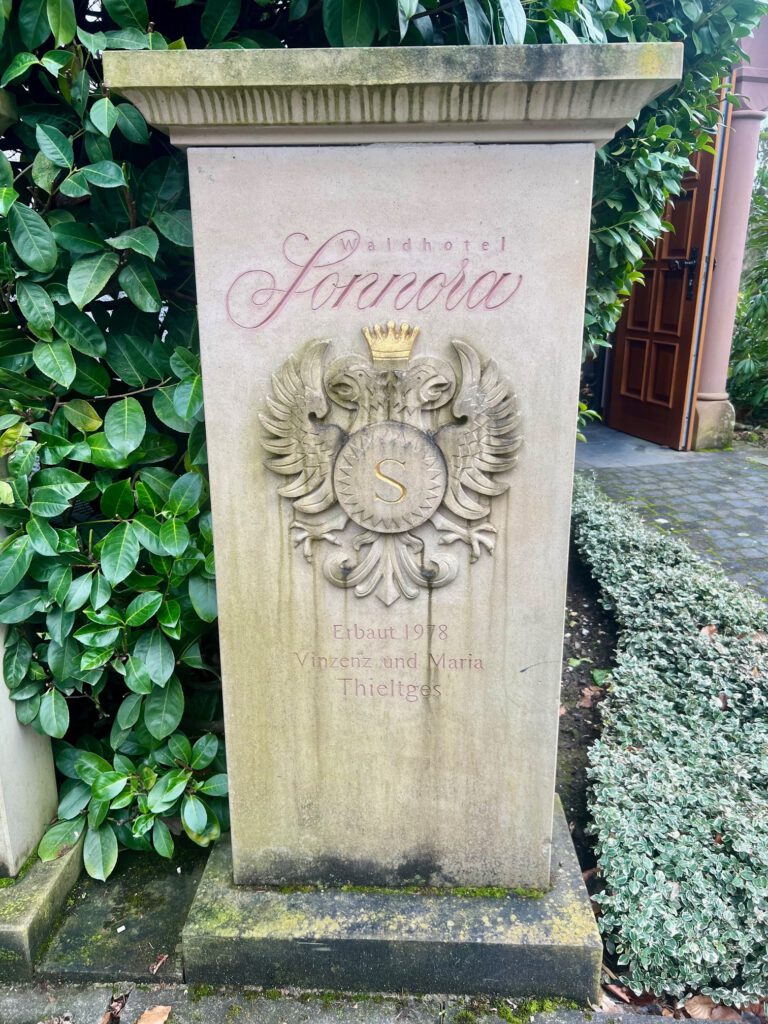 Waldhotel
Sonnora
S
Erbaut 1978
Vinzenz und Maria
Thieltges